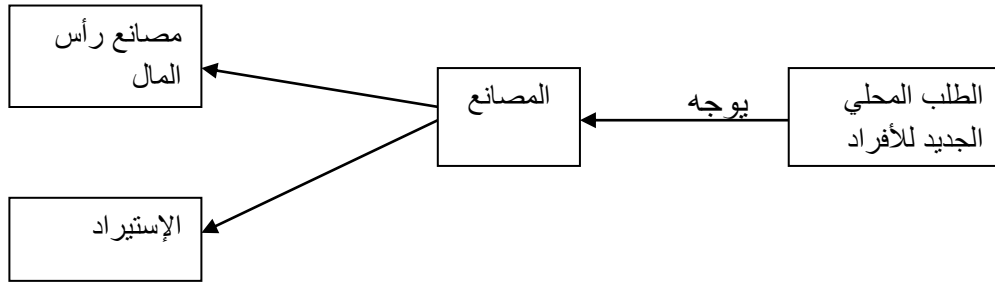 الطلب المحلي
الجديد للأفراد
يوجه
المصانع
مصانع رأس
المال
الإستيراد